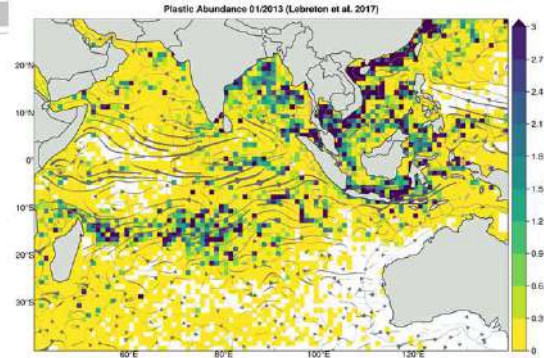 Plastic Abundance 01/2013 (Lebreton et al. 2017)
20°N
10°N
0°
10°S
20°S
30°S
60°E
80°E
100°E
120°E
3
2.7
2.4
2.1
1.8
1.5
1.2
0.9
0.6
0.3
0